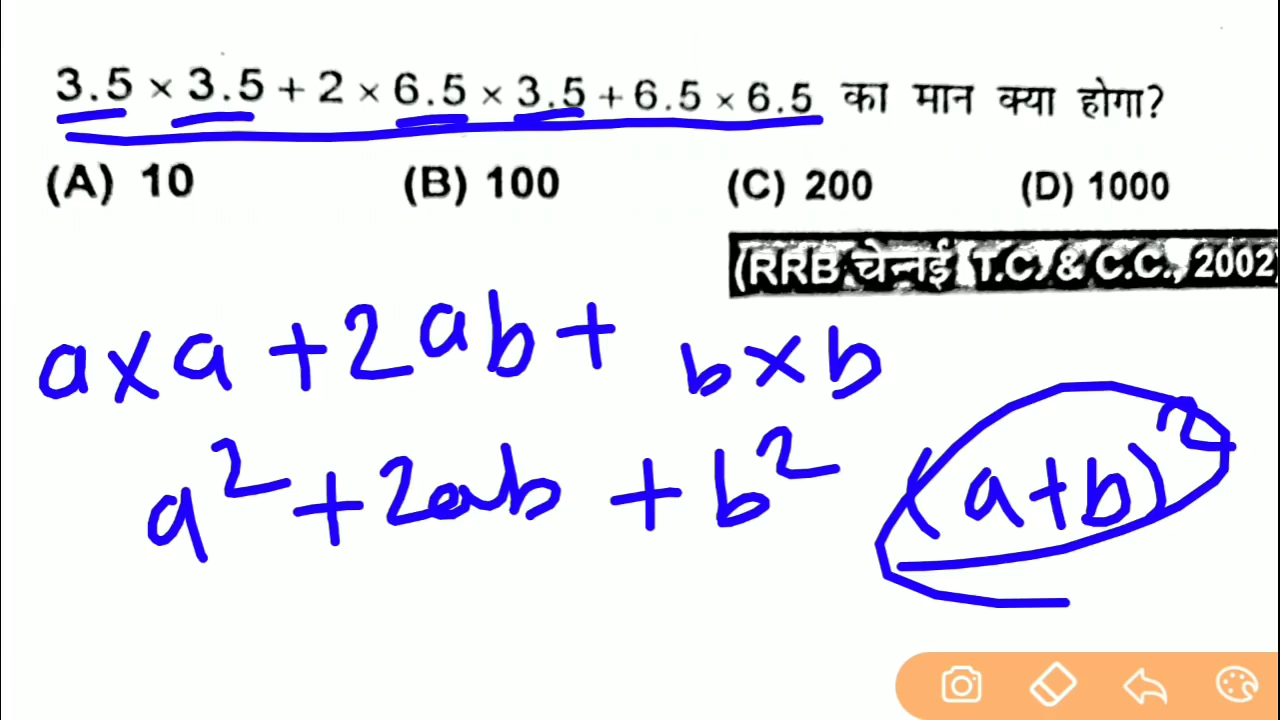 3.5 × 3.5 + 2 × 6.5 × 3.5 + 6.5 × 6.5 का मान क्या होगा?
(A) 10 (B) 100 (C) 200 (D) 1000
(RRB चेन्नई T.C. & C.C., 2002)
a×a + 2ab + b×b
a² + 2ab + b² (a+b)²